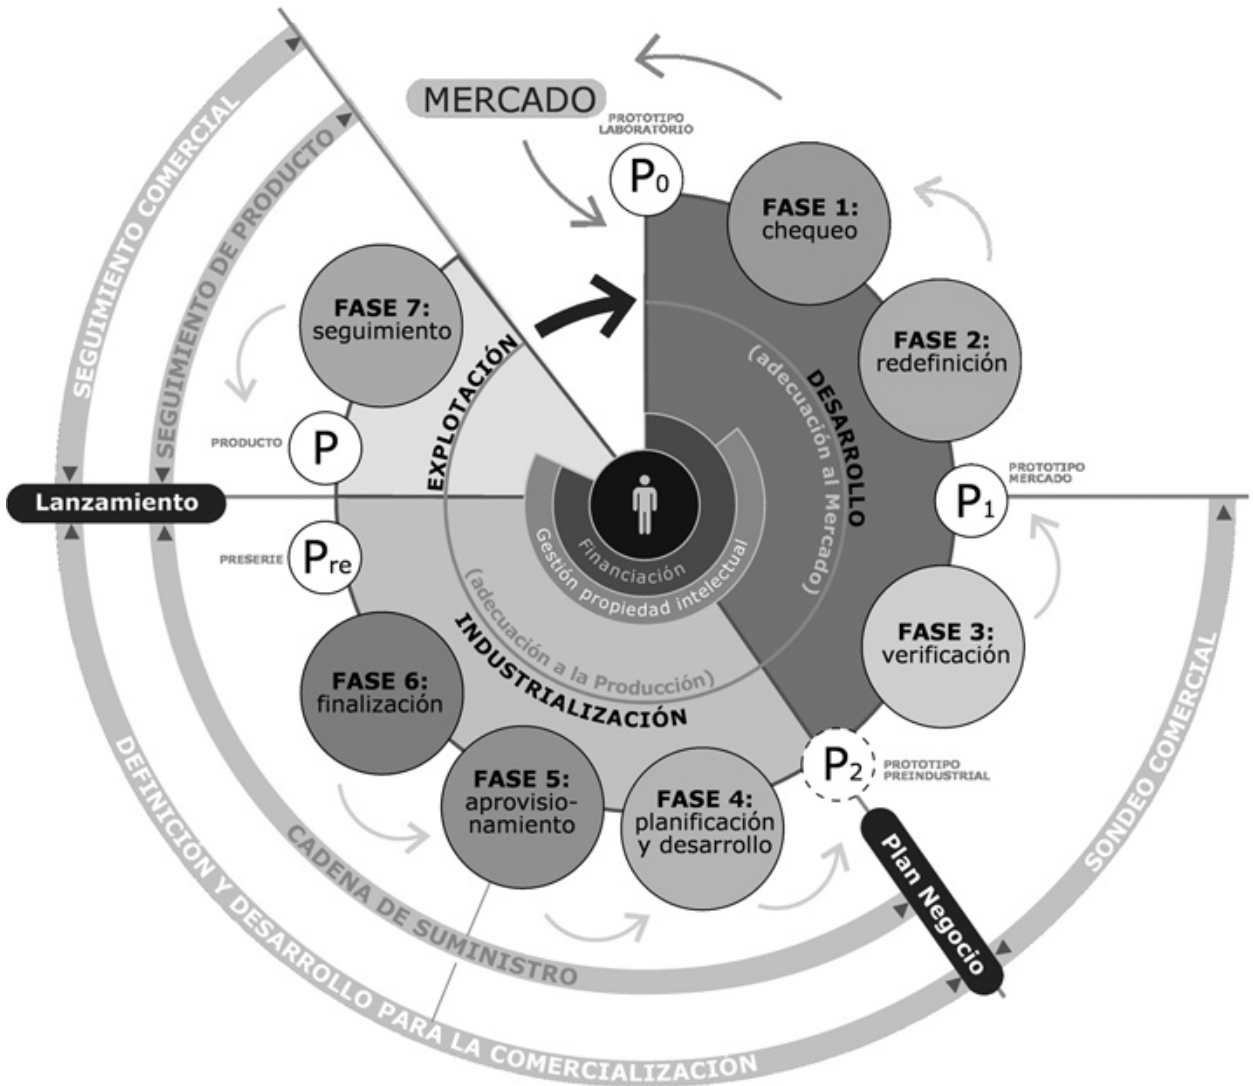 MERCADO
PROTOTIPO
LABORATÓRIO
P0
FASE 1:
chequeo
FASE 2:
redefinición
PROTOTIPO
MERCADO
P1
FASE 3:
verificación
P2
PROTOTIPO
PREINDUSTRIAL
Plan Negocio
FASE 4:
planificación
y desarrollo
FASE 5:
aprovisio-
namiento
FASE 6:
finalización
PRESERIE
Pre
Lanzamiento
PRODUCTO
P
FASE 7:
seguimiento
DESARROLLO
(adecuación al Mercado)
INDUSTRIALIZACIÓN
(adecuación a la Producción)
EXPLOTACIÓN
Financiación
Gestión propiedad intelectual
SONDEO COMERCIAL
CADENA DE SUMINISTRO
DEFINICIÓN Y DESARROLLO PARA LA COMERCIALIZACIÓN
SEGUIMIENTO DE PRODUCTO
SEGUIMIENTO COMERCIAL